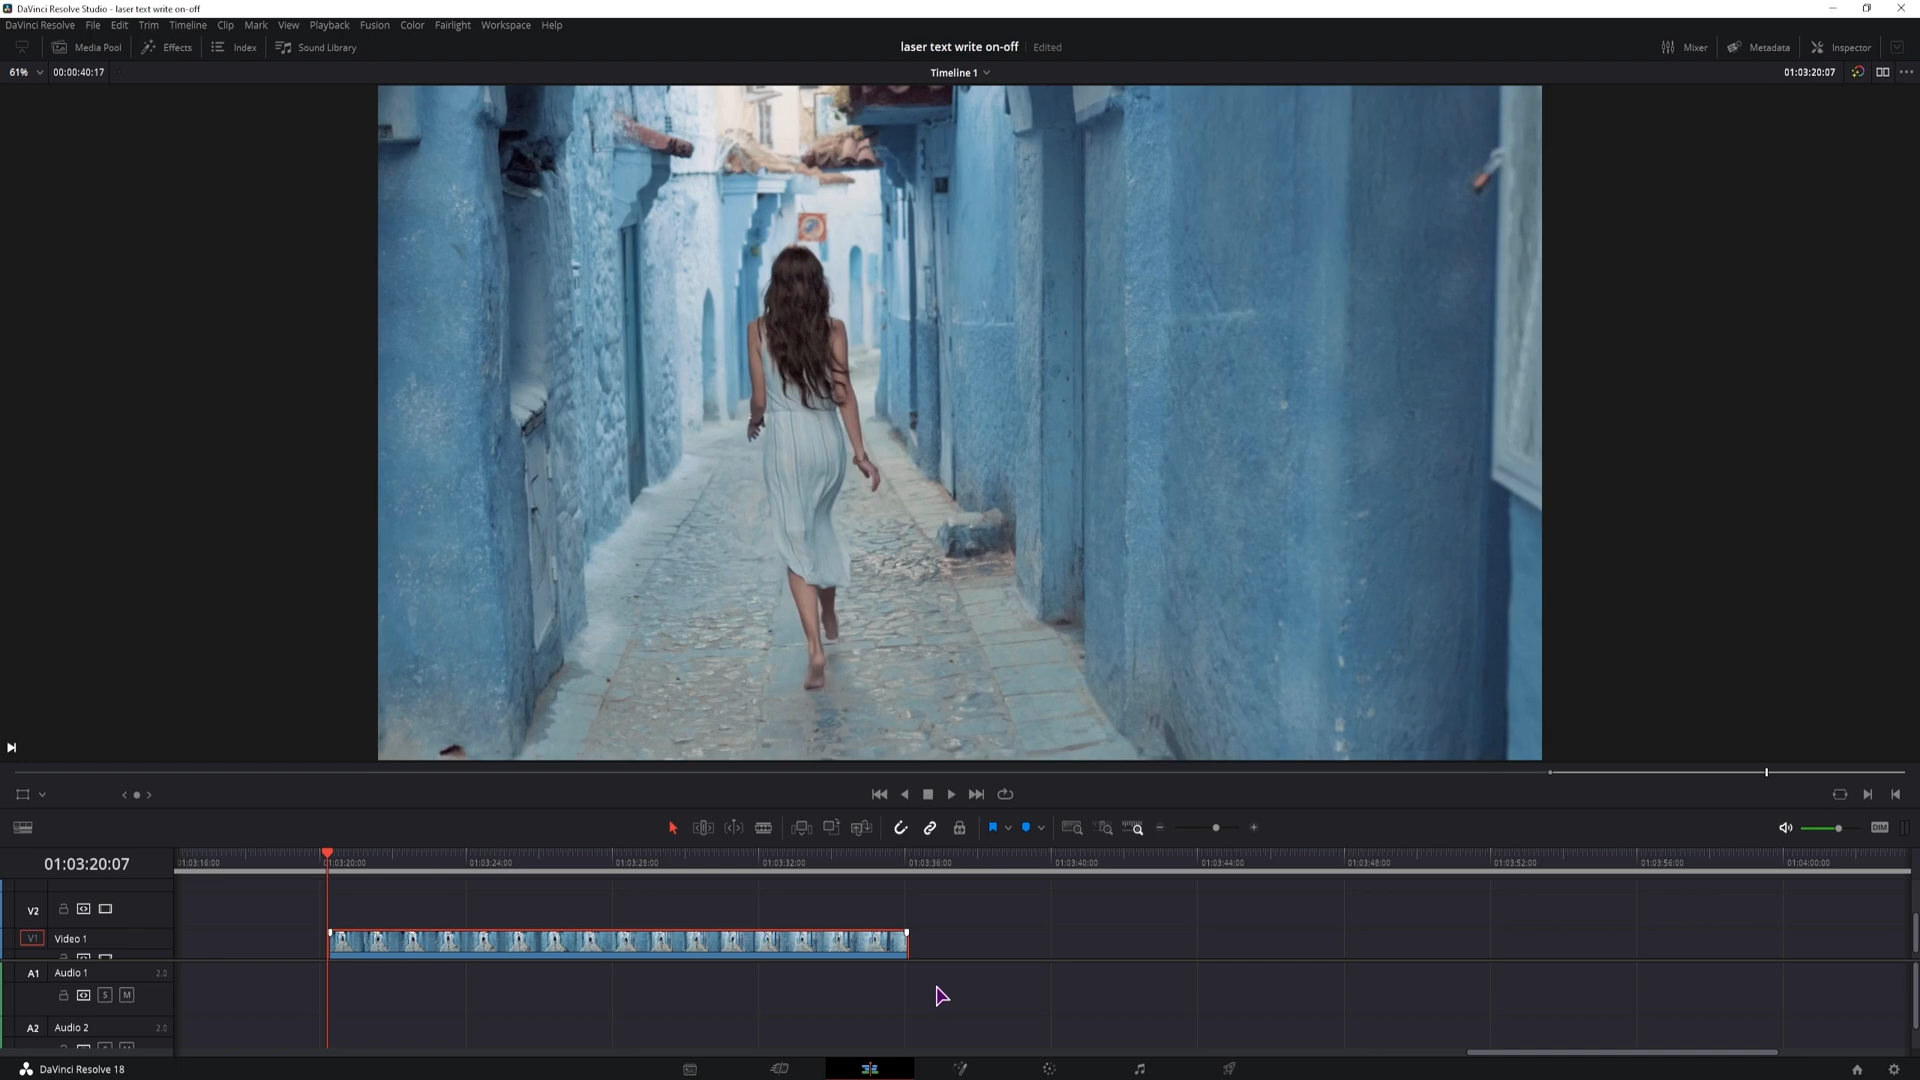 DaVinci Resolve Studio - laser text write on-off
DaVinci Resolve File Edit Trim Timeline Clip Mark View Playback Fusion Color Fairlight Workspace Help
Media Pool Effects Index Sound Library laser text write on-off Edited Mixer Metadata Inspector
61% 00:00:40:17 Timeline 1 01:03:20:07
DIM
01:03:20:07 01:03:16:00 01:03:20:00 01:03:24:00 01:03:28:00 01:03:32:00 01:03:36:00 01:03:40:00 01:03:44:00 01:03:48:00 01:03:52:00 01:03:56:00 01:04:00:00
V2
V1 Video 1
A1 Audio 1 2.0
S M
A2 Audio 2 2.0
DaVinci Resolve 18